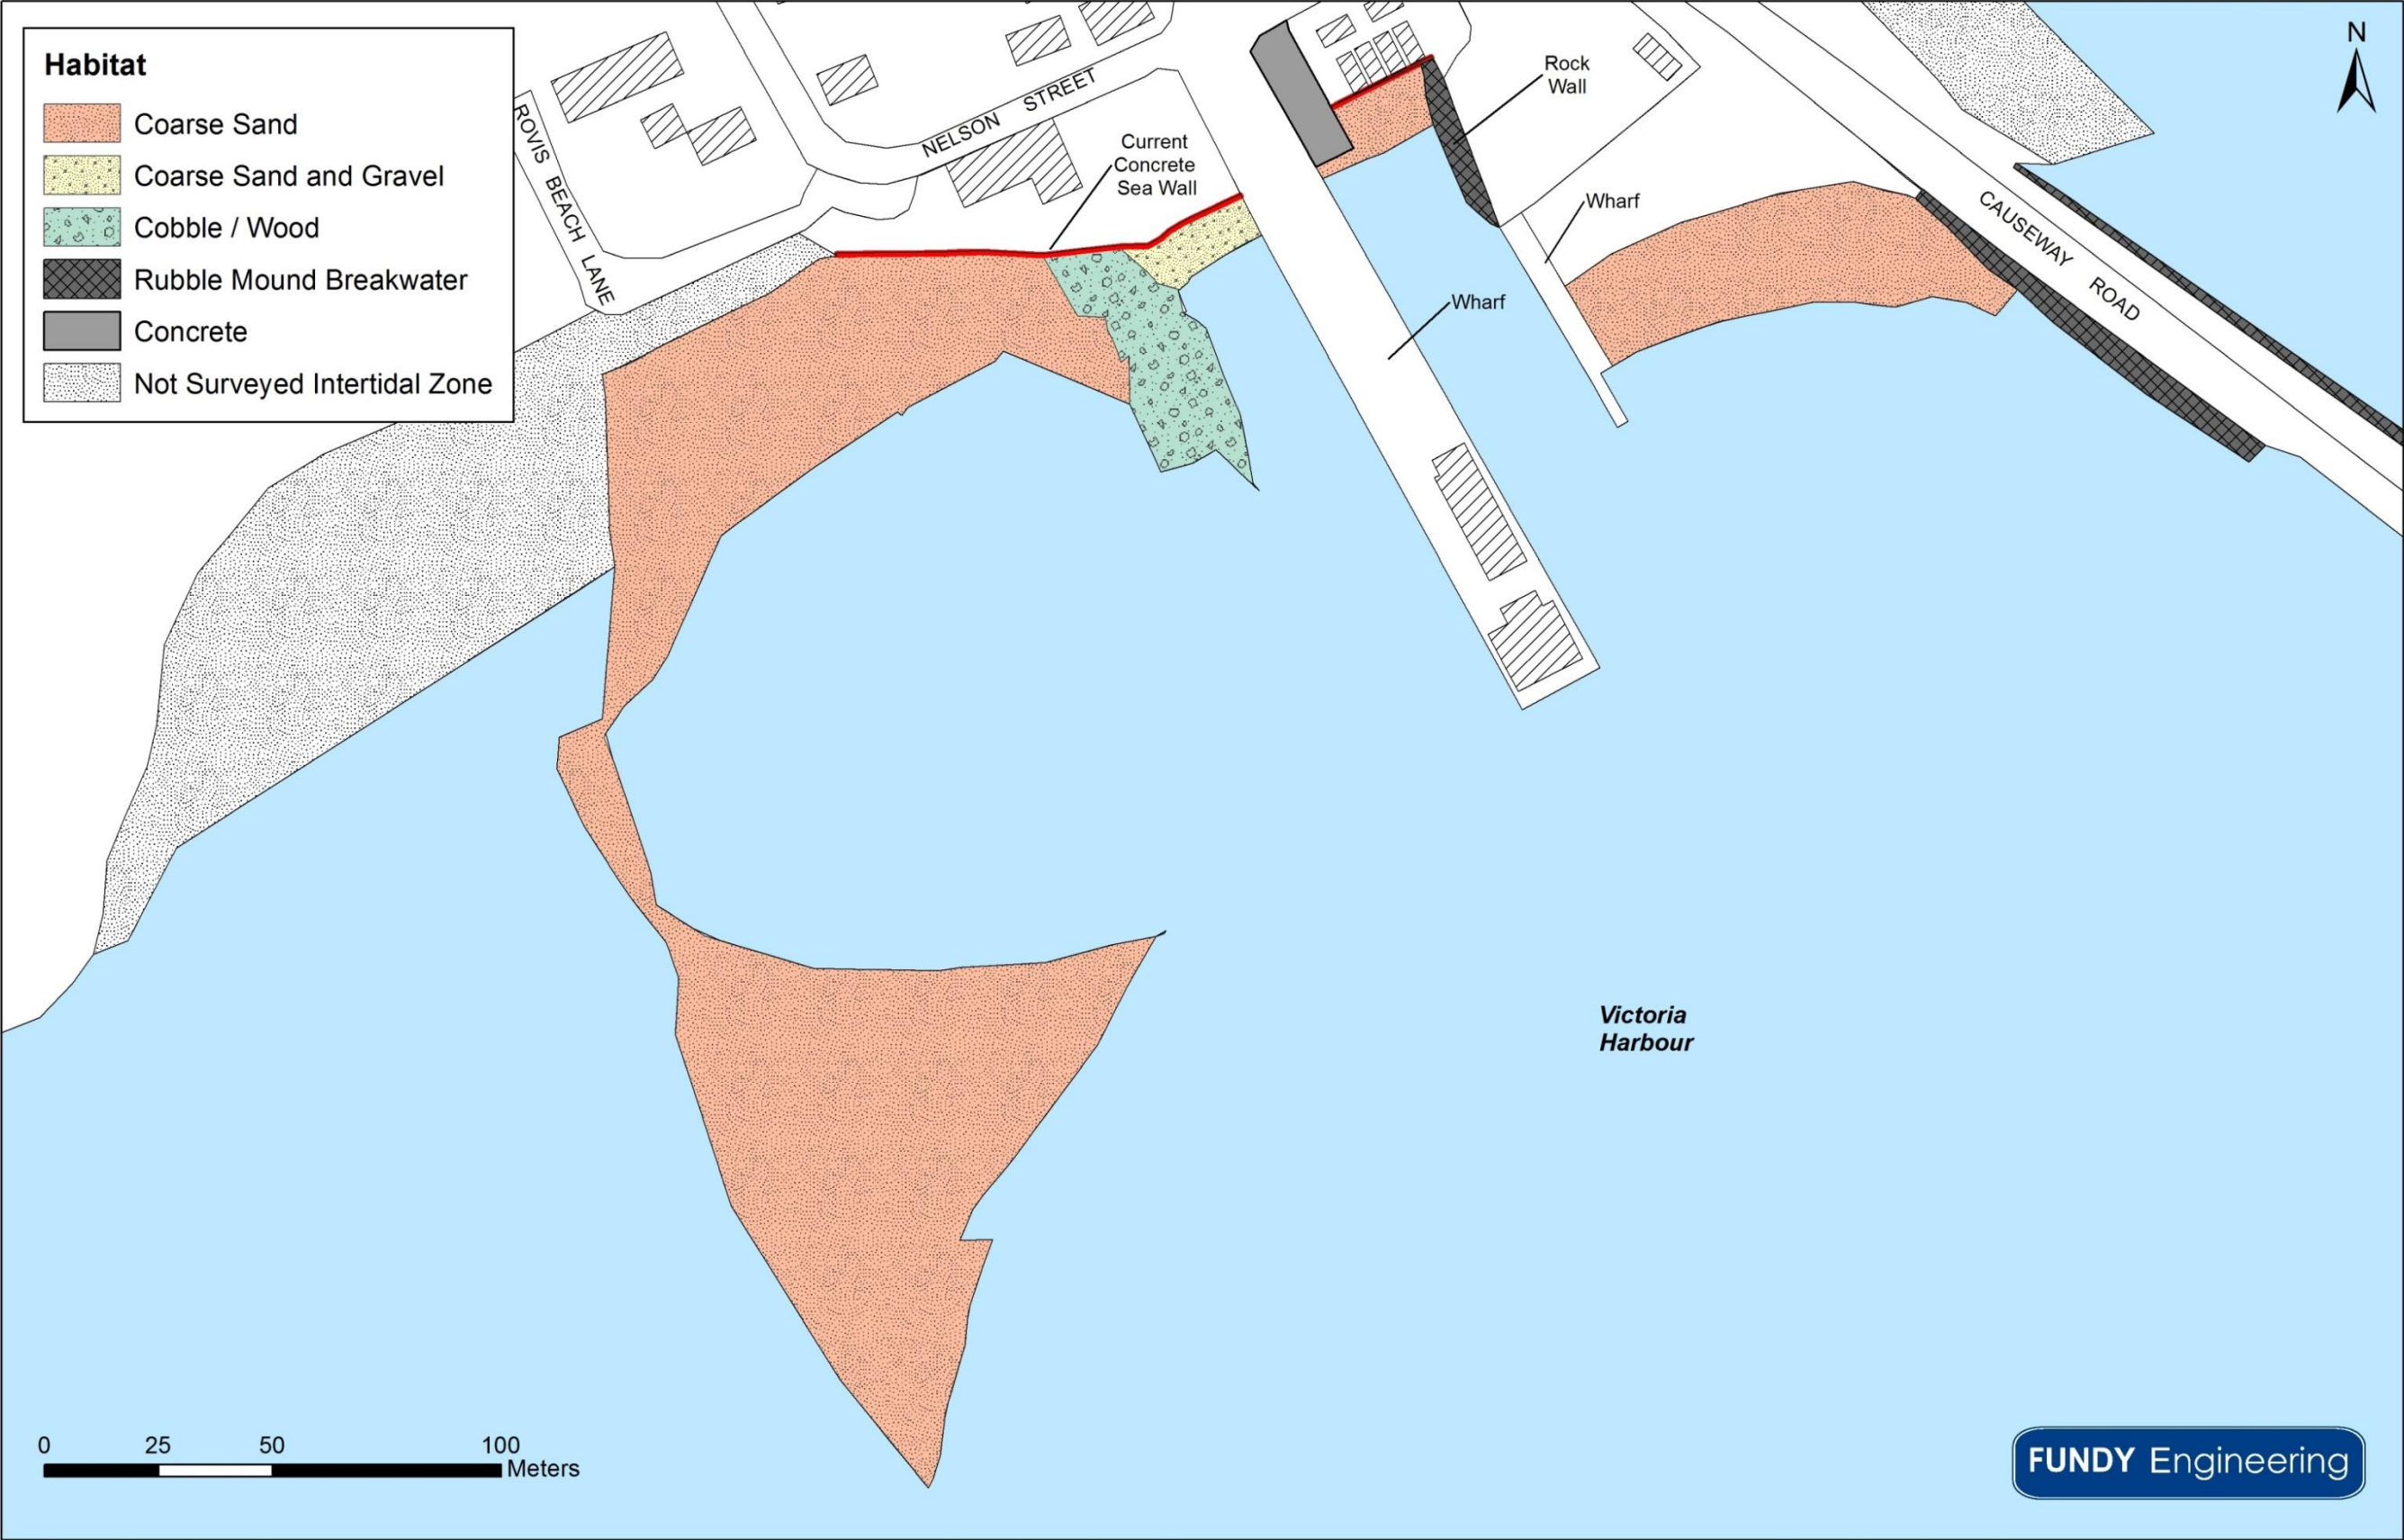 Habitat
Coarse Sand
Coarse Sand and Gravel
Cobble / Wood
Rubble Mound Breakwater
Concrete
Not Surveyed Intertidal Zone
ROVIS BEACH LANE
NELSON STREET
Current
Concrete
Sea Wall
Rock
Wall
Wharf
Wharf
CAUSEWAY ROAD
N
Victoria
Harbour
0 25 50 100
Meters
FUNDY Engineering